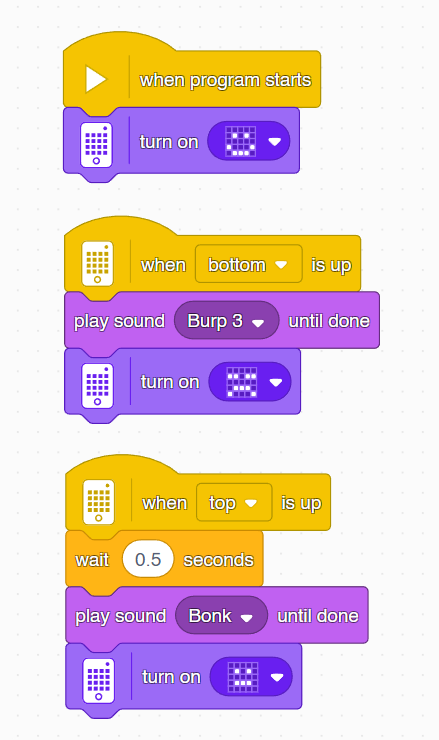 when program starts
turn on
when bottom is up
play sound Burp 3 until done
turn on
when top is up
wait 0.5 seconds
play sound Bonk until done
turn on